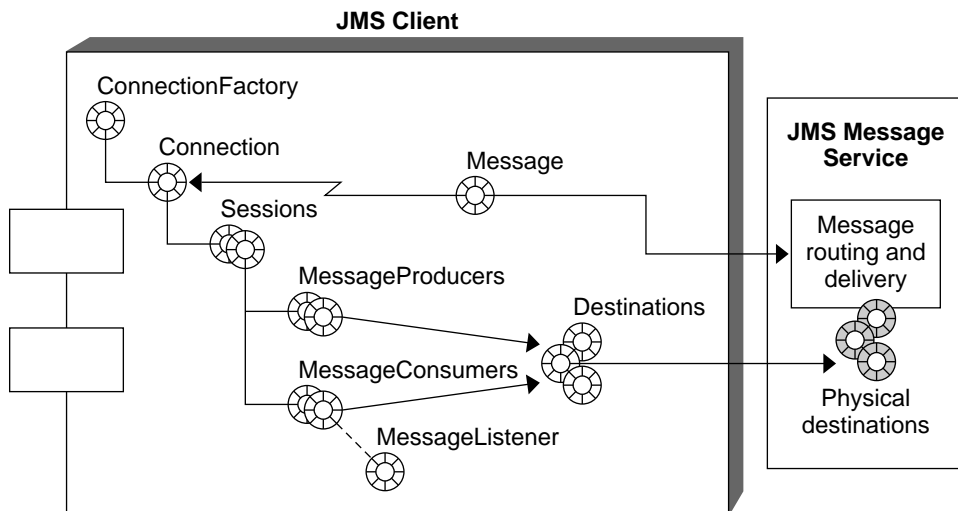 JMS Client
ConnectionFactory
Connection
Message
Sessions
MessageProducers
Destinations
MessageConsumers
MessageListener
JMS Message
Service
Message
routing and
delivery
Physical
destinations